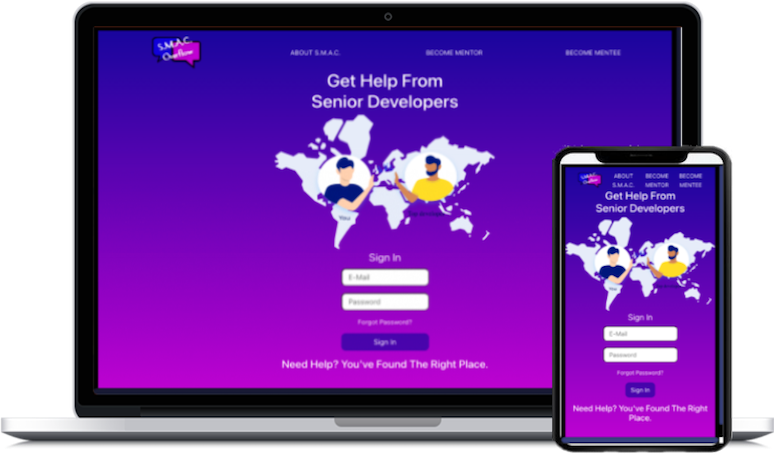 S.M.A.C.
Overflow
ABOUT S.M.A.C.
BECOME MENTOR
BECOME MENTEE
Get Help From
Senior Developers
You
Sign In
E-Mail
Password
Forgot Password?
Sign In
Need Help? You've Found The Right Place.
S.M.A.C.
Overflow
ABOUT
S.M.A.C.
BECOME
MENTOR
BECOME
MENTEE
Get Help From
Senior Developers
You
Sign In
E-Mail
Password
Forgot Password?
Sign In
Need Help? You've Found The Right
Place.